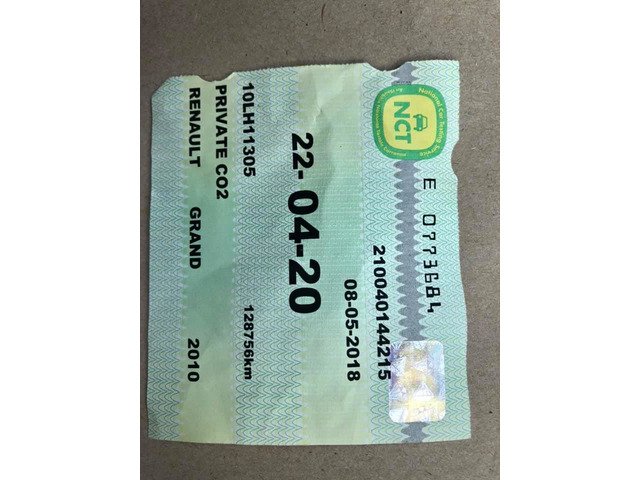 National Car Testing Service
NCT
E 0773684
210040144215
08-05-2018
22-04-20
10LH11305 128756km
PRIVATE CO2
RENAULT GRAND 2010